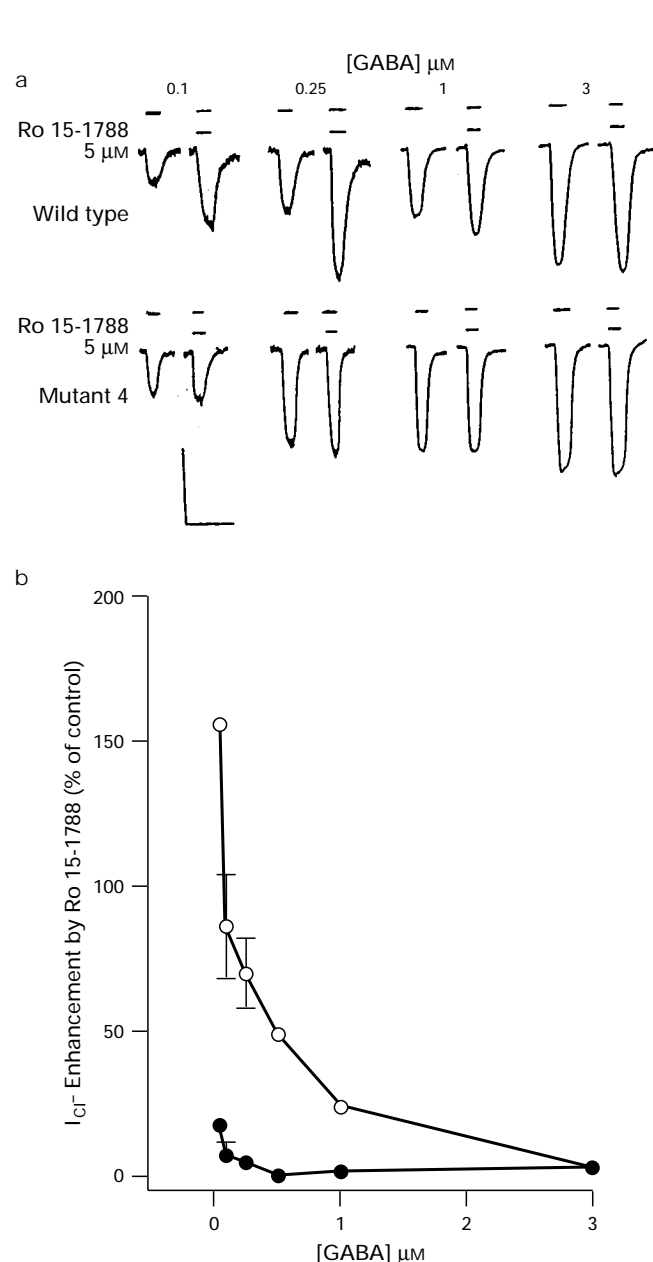 a
[GABA] μM
0.1 0.25 1 3
Ro 15-1788
5 μM
Wild type
Ro 15-1788
5 μM
Mutant 4
b
200
150
100
50
0
I_Cl⁻ Enhancement by Ro 15-1788 (% of control)
0 1 2 3
[GABA] μM